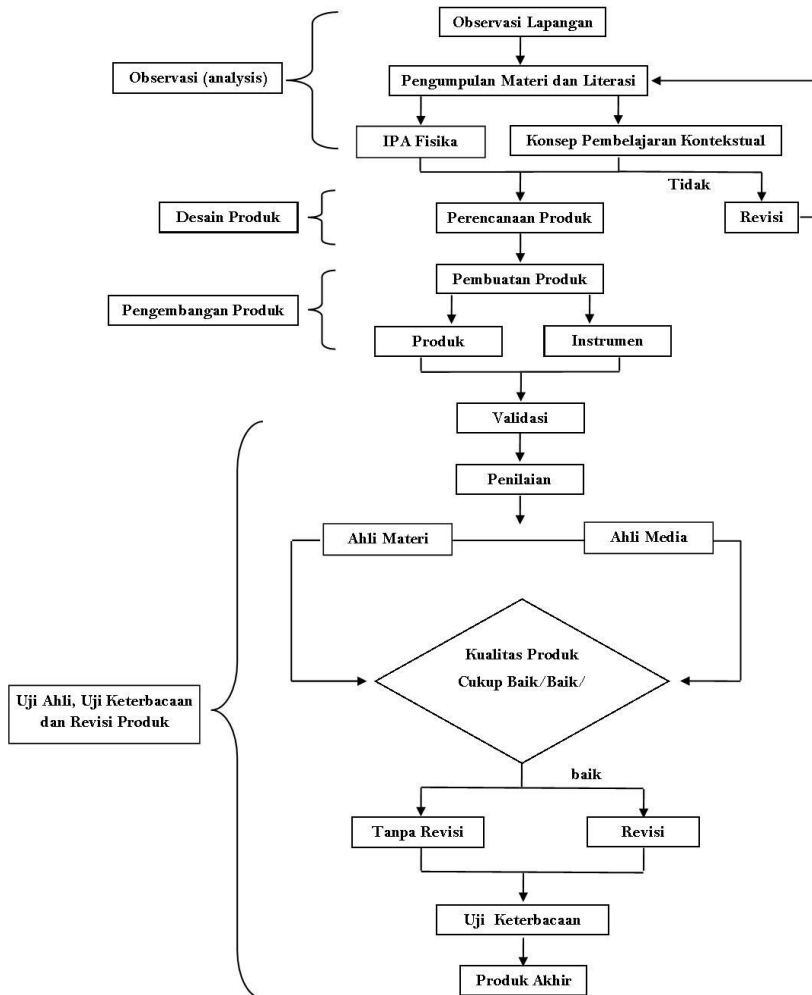 Observasi Lapangan
Observasi (analysis)
Pengumpulan Materi dan Literasi
IPA Fisika
Konsep Pembelajaran Kontekstual
Tidak
Desain Produk
Perencanaan Produk
Revisi
Pembuatan Produk
Pengembangan Produk
Produk
Instrumen
Validasi
Penilaian
Ahli Materi
Ahli Media
Kualitas Produk
Cukup Baik/Baik/
Uji Ahli, Uji Keterbacaan
dan Revisi Produk
baik
Tanpa Revisi
Revisi
Uji Keterbacaan
Produk Akhir